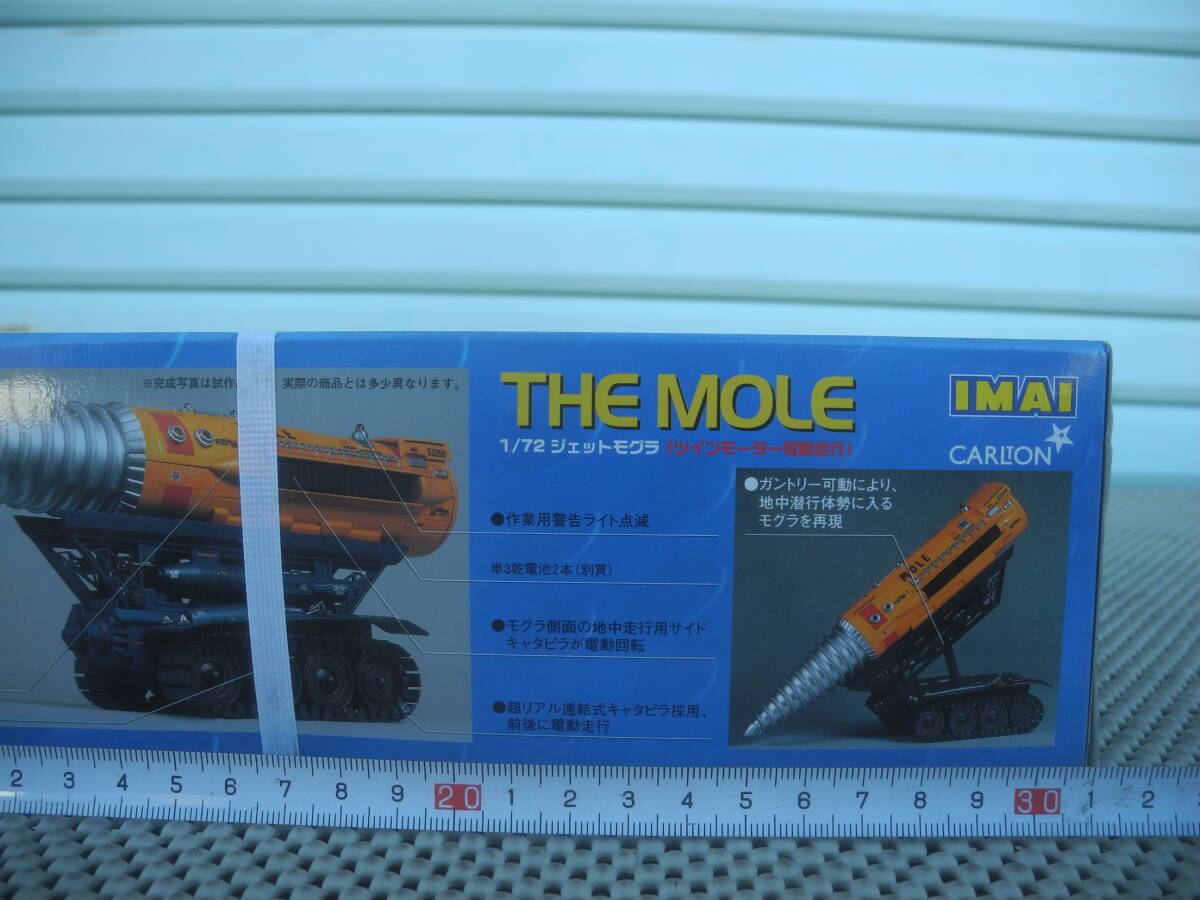 ※完成写真は試作
実際の商品とは多少異なります。
THE MOLE
1/72 ジェットモグラ (ツインモーター電動走行)
IMAI
CARLTON
S3250
●作業用警告ライト点滅
単3乾電池2本(別買)
●モグラ側面の地中走行用サイド
キャタピラが電動回転
●超リアル連結式キャタピラ採用、
前後に電動走行
●ガントリー可動により、
地中潜行体勢に入る
モグラを再現
MOLE
2 3 4 5 6 7 8 9 20 1 2 3 4 5 6 7 8 9 30 1 2 3